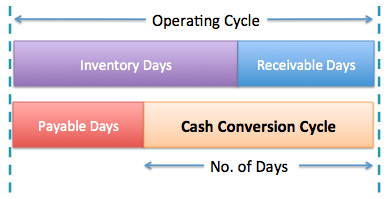 Operating Cycle
Inventory Days
Receivable Days
Payable Days
Cash Conversion Cycle
No. of Days